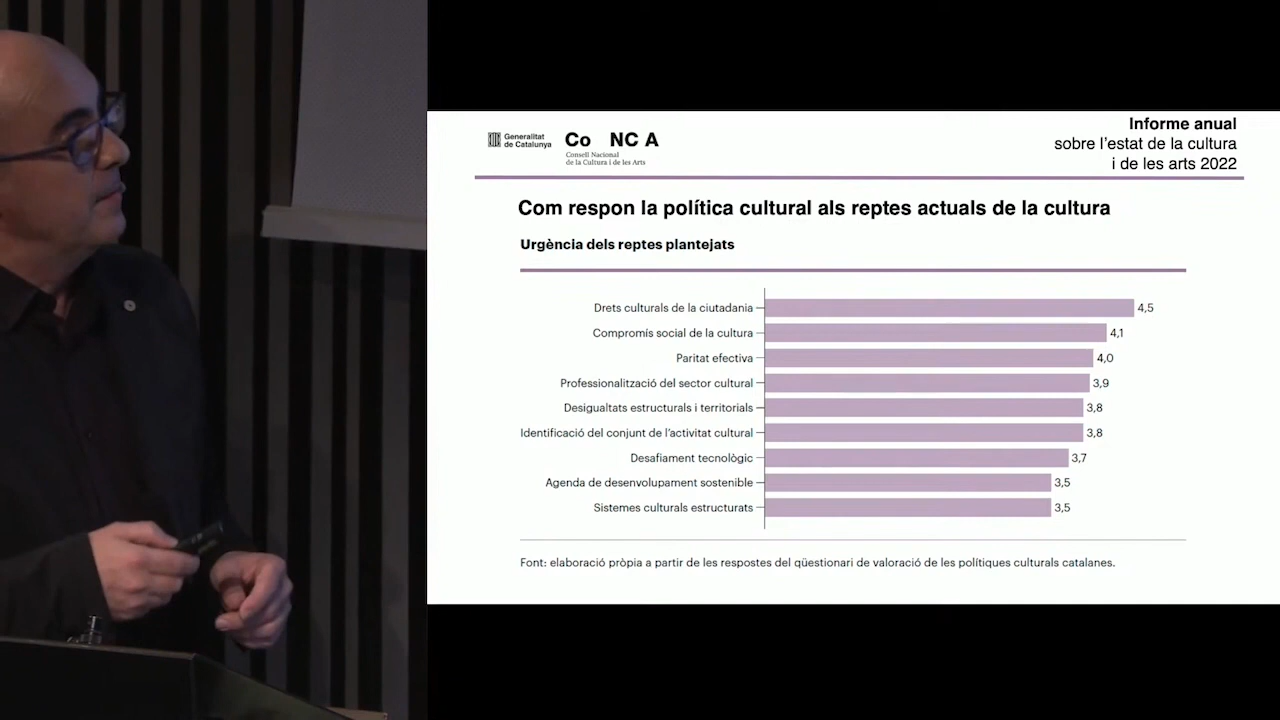 Generalitat
de Catalunya
Co NC A
Consell Nacional
de la Cultura i de les Arts
Informe anual
sobre l'estat de la cultura
i de les arts 2022
Com respon la política cultural als reptes actuals de la cultura
Urgència dels reptes plantejats
Drets culturals de la ciutadania 4,5
Compromís social de la cultura 4,1
Paritat efectiva 4,0
Professionalització del sector cultural 3,9
Desigualtats estructurals i territorials 3,8
Identificació del conjunt de l'activitat cultural 3,8
Desafiament tecnològic 3,7
Agenda de desenvolupament sostenible 3,5
Sistemes culturals estructurats 3,5
Font: elaboració pròpia a partir de les respostes del qüestionari de valoració de les polítiques culturals catalanes.